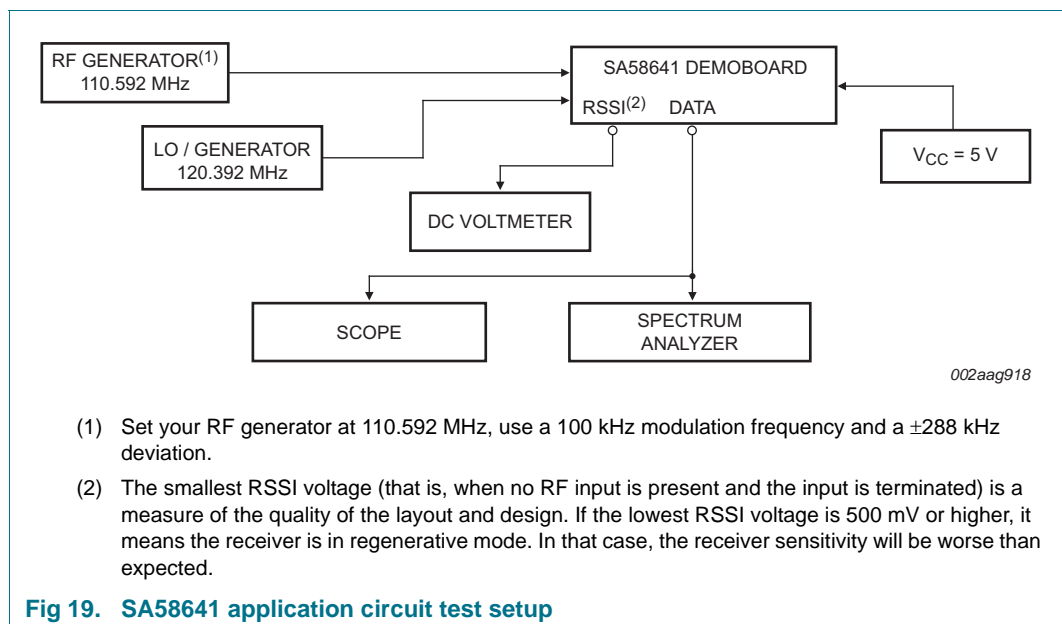 RF GENERATOR(1)
110.592 MHz
SA58641 DEMOBOARD
RSSI(2) DATA
LO / GENERATOR
120.392 MHz
VCC = 5 V
DC VOLTMETER
SCOPE
SPECTRUM
ANALYZER
002aag918
(1) Set your RF generator at 110.592 MHz, use a 100 kHz modulation frequency and a ±288 kHz
deviation.
(2) The smallest RSSI voltage (that is, when no RF input is present and the input is terminated) is a
measure of the quality of the layout and design. If the lowest RSSI voltage is 500 mV or higher, it
means the receiver is in regenerative mode. In that case, the receiver sensitivity will be worse than
expected.
Fig 19. SA58641 application circuit test setup